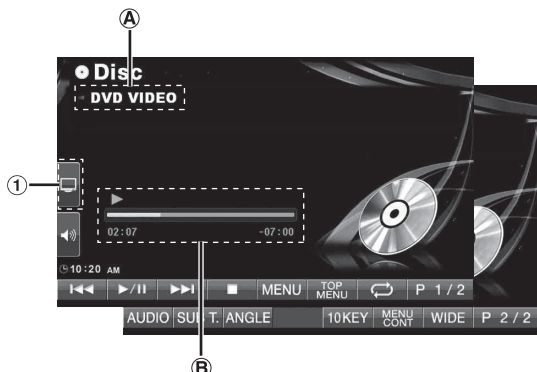 A
Disc
DVD VIDEO
1
02:07 -07:00
10:20 AM
MENU TOP MENU P 1/2
AUDIO SUB T. ANGLE 10KEY MENU CONT WIDE P 2/2
B